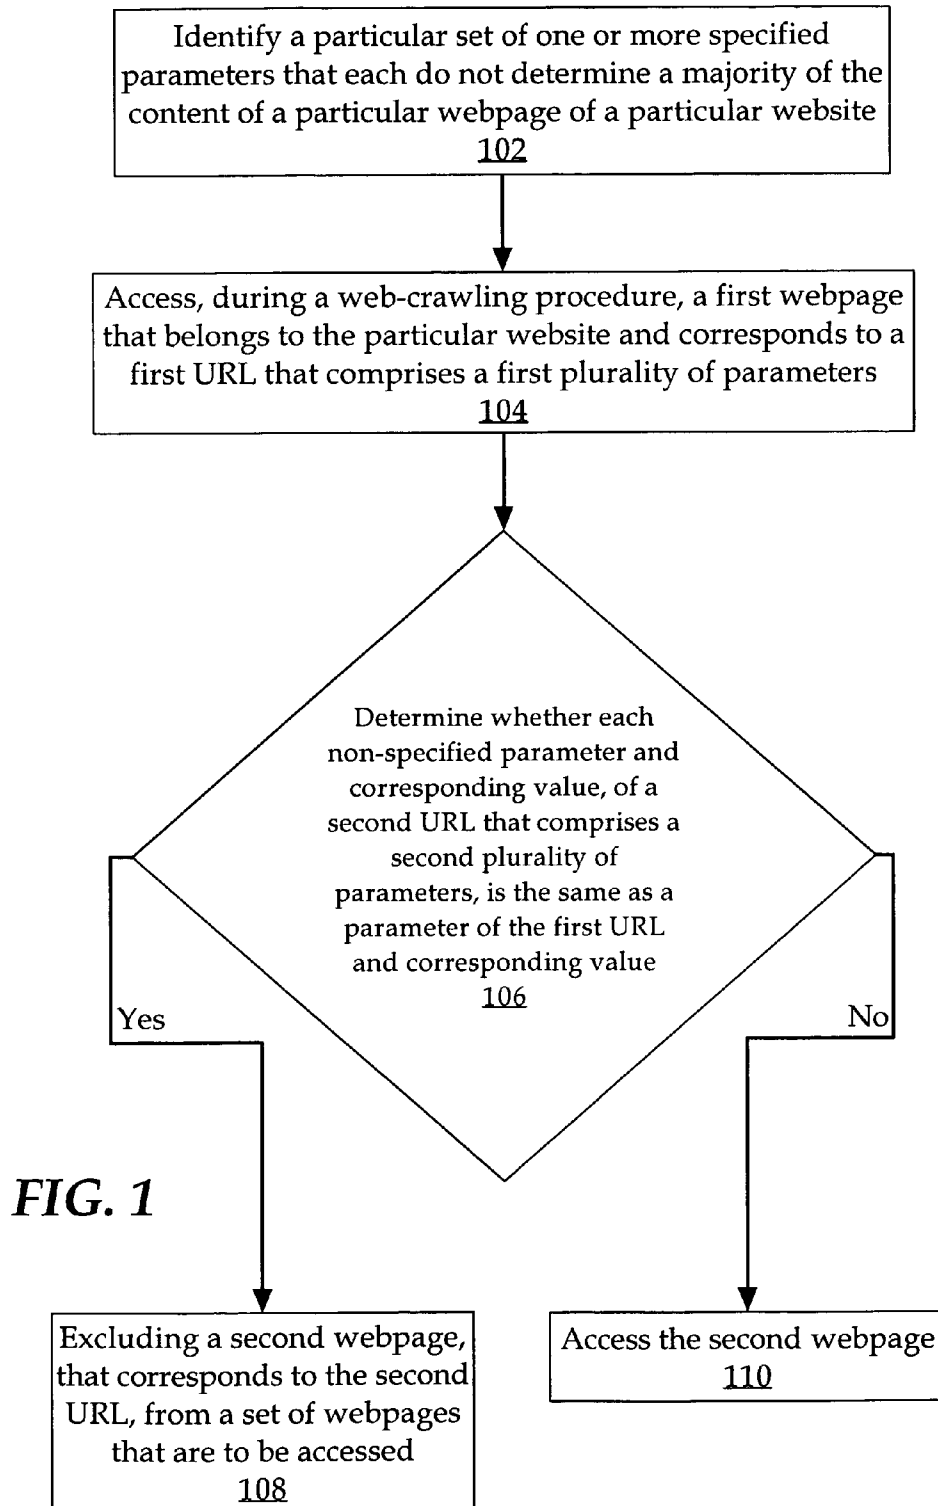 Identify a particular set of one or more specified
parameters that each do not determine a majority of the
content of a particular webpage of a particular website
102
Access, during a web-crawling procedure, a first webpage
that belongs to the particular website and corresponds to a
first URL that comprises a first plurality of parameters
104
Determine whether each
non-specified parameter and
corresponding value, of a
second URL that comprises a
second plurality of
parameters, is the same as a
parameter of the first URL
and corresponding value
106
Yes
No
FIG. 1
Excluding a second webpage,
that corresponds to the second
URL, from a set of webpages
that are to be accessed
108
Access the second webpage
110